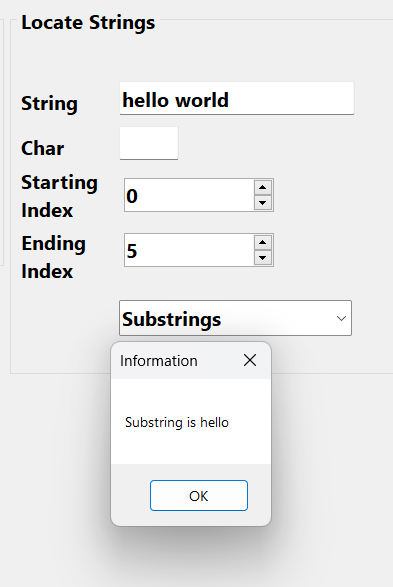 Locate Strings
String
hello world
Char
Starting
Index
0
Ending
Index
5
Substrings
Information
Substring is hello
OK